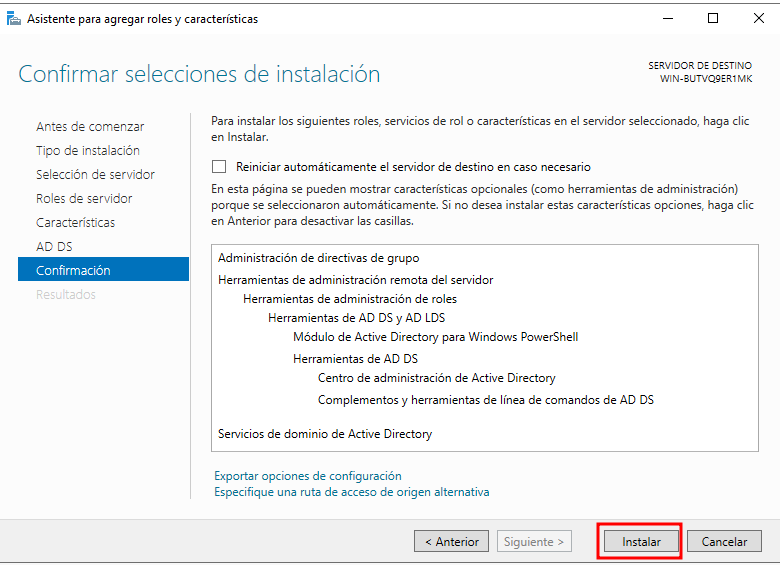 Asistente para agregar roles y características
Confirmar selecciones de instalación
SERVIDOR DE DESTINO
WIN-BUTVQ9ER1MK
Antes de comenzar
Tipo de instalación
Selección de servidor
Roles de servidor
Características
AD DS
Confirmación
Resultados
Para instalar los siguientes roles, servicios de rol o características en el servidor seleccionado, haga clic
en Instalar.
Reiniciar automáticamente el servidor de destino en caso necesario
En esta página se pueden mostrar características opcionales (como herramientas de administración)
porque se seleccionaron automáticamente. Si no desea instalar estas características opciones, haga clic
en Anterior para desactivar las casillas.
Administración de directivas de grupo
Herramientas de administración remota del servidor
Herramientas de administración de roles
Herramientas de AD DS y AD LDS
Módulo de Active Directory para Windows PowerShell
Herramientas de AD DS
Centro de administración de Active Directory
Complementos y herramientas de línea de comandos de AD DS
Servicios de dominio de Active Directory
Exportar opciones de configuración
Especifique una ruta de acceso de origen alternativa
< Anterior
Siguiente >
Instalar
Cancelar